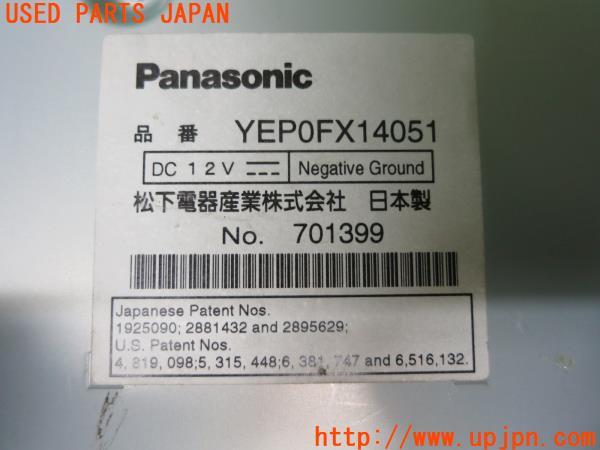 USED PARTS JAPAN
Panasonic
品番 YEP0FX14051
DC 12V Negative Ground
松下電器産業株式会社 日本製
No. 701399
Japanese Patent Nos.
1925090; 2881432 and 2895629;
U.S. Patent Nos.
4, 819, 098;5, 315, 448;6, 381, 747 and 6,516,132.
http://www.upjpn.com/